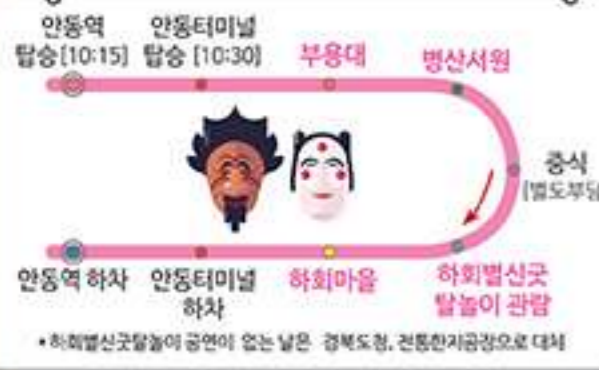 안동역
탑승[10:15]
안동터미널
탑승 [10:30]
부용대
병산서원
중식
[별도부담
하회별신굿
탈놀이 관람
하회마을
안동터미널
하차
안동역 하차
* 하회별신굿탈놀이 공연이 없는 날은 경북도청, 전통한지공장으로 대체